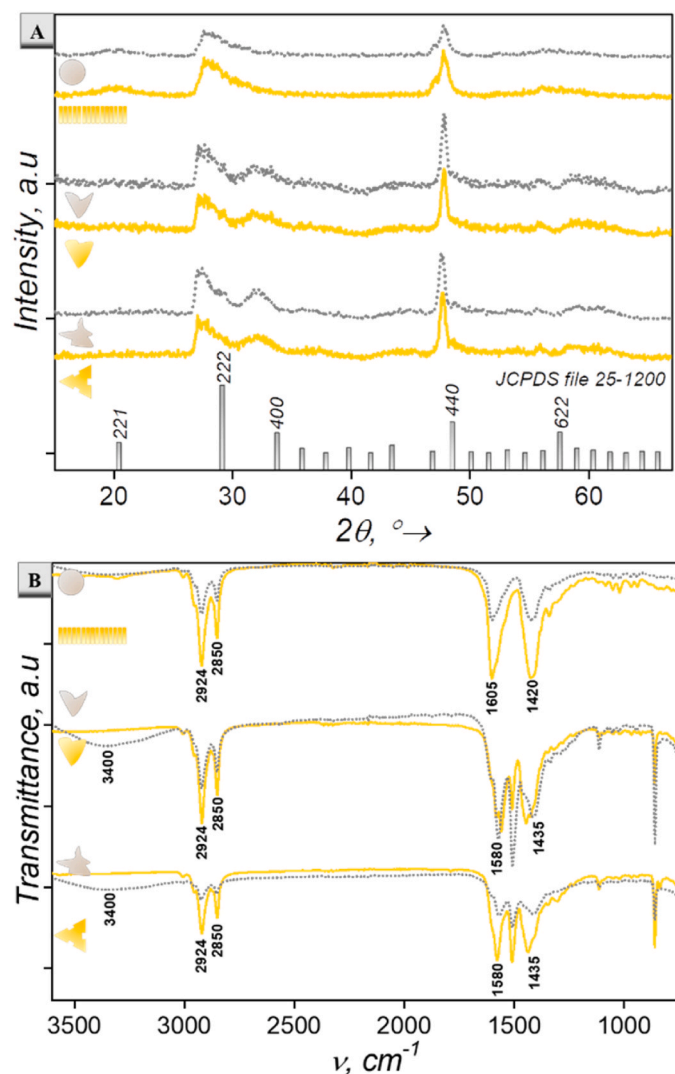 A
Intensity, a.u
JCPDS file 25-1200
221
222
400
440
622
20 30 40 50 60
2θ, °→
B
Transmittance, a.u
2924
2850
1605
1420
3400
2924
2850
1580
1435
3400
2924
2850
1580
1435
3500 3000 2500 2000 1500 1000
ν, cm⁻¹